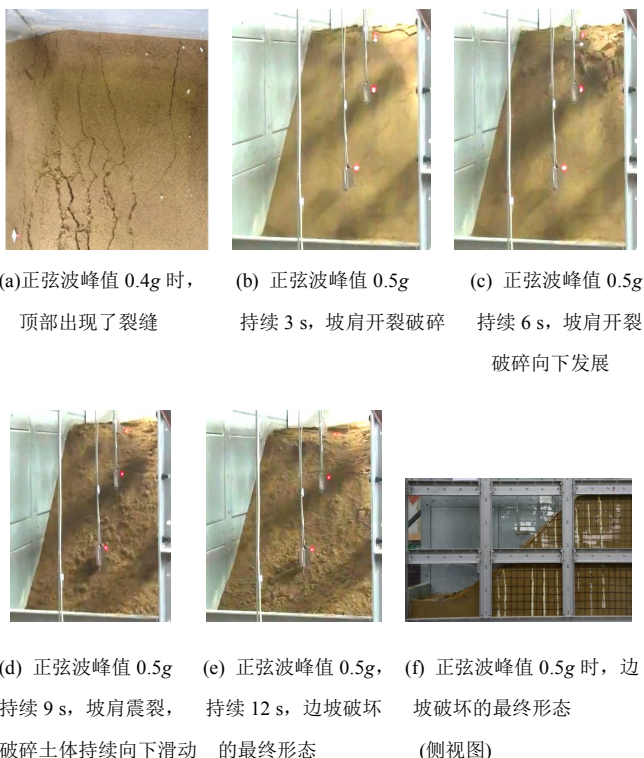 (a)正弦波峰值 0.4g 时，
顶部出现了裂缝
(b) 正弦波峰值 0.5g
持续 3 s，坡肩开裂破碎
(c) 正弦波峰值 0.5g
持续 6 s，坡肩开裂
破碎向下发展
(d) 正弦波峰值 0.5g
持续 9 s，坡肩震裂，
破碎土体持续向下滑动
(e) 正弦波峰值 0.5g，
持续 12 s，边坡破坏
的最终形态
(f) 正弦波峰值 0.5g 时，边
坡破坏的最终形态
(侧视图)